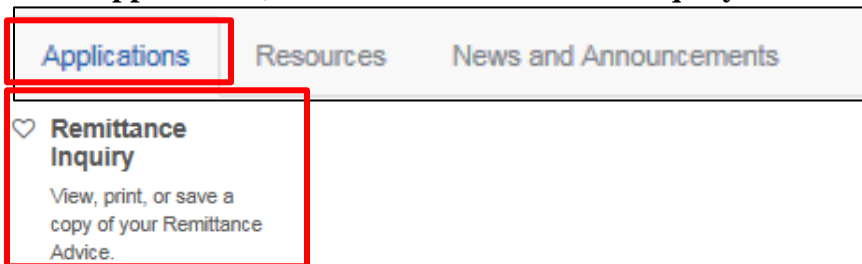 Applications Resources News and Announcements
Remittance
Inquiry
View, print, or save a
copy of your Remittance
Advice.